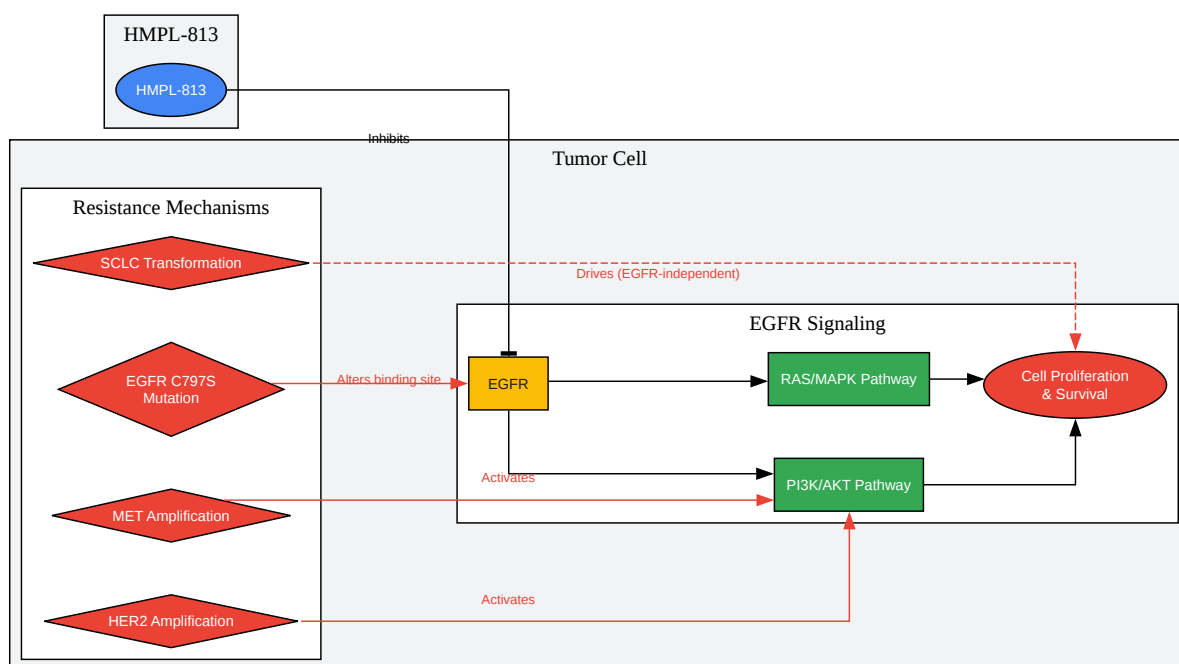 HMPL-813
HMPL-813
Inhibits
Tumor Cell
Resistance Mechanisms
SCLC Transformation
Drives (EGFR-independent)
EGFR Signaling
EGFR C797S
Mutation
Alters binding site
EGFR
RAS/MAPK Pathway
Cell Proliferation
& Survival
Activates
PI3K/AKT Pathway
MET Amplification
Activates
HER2 Amplification